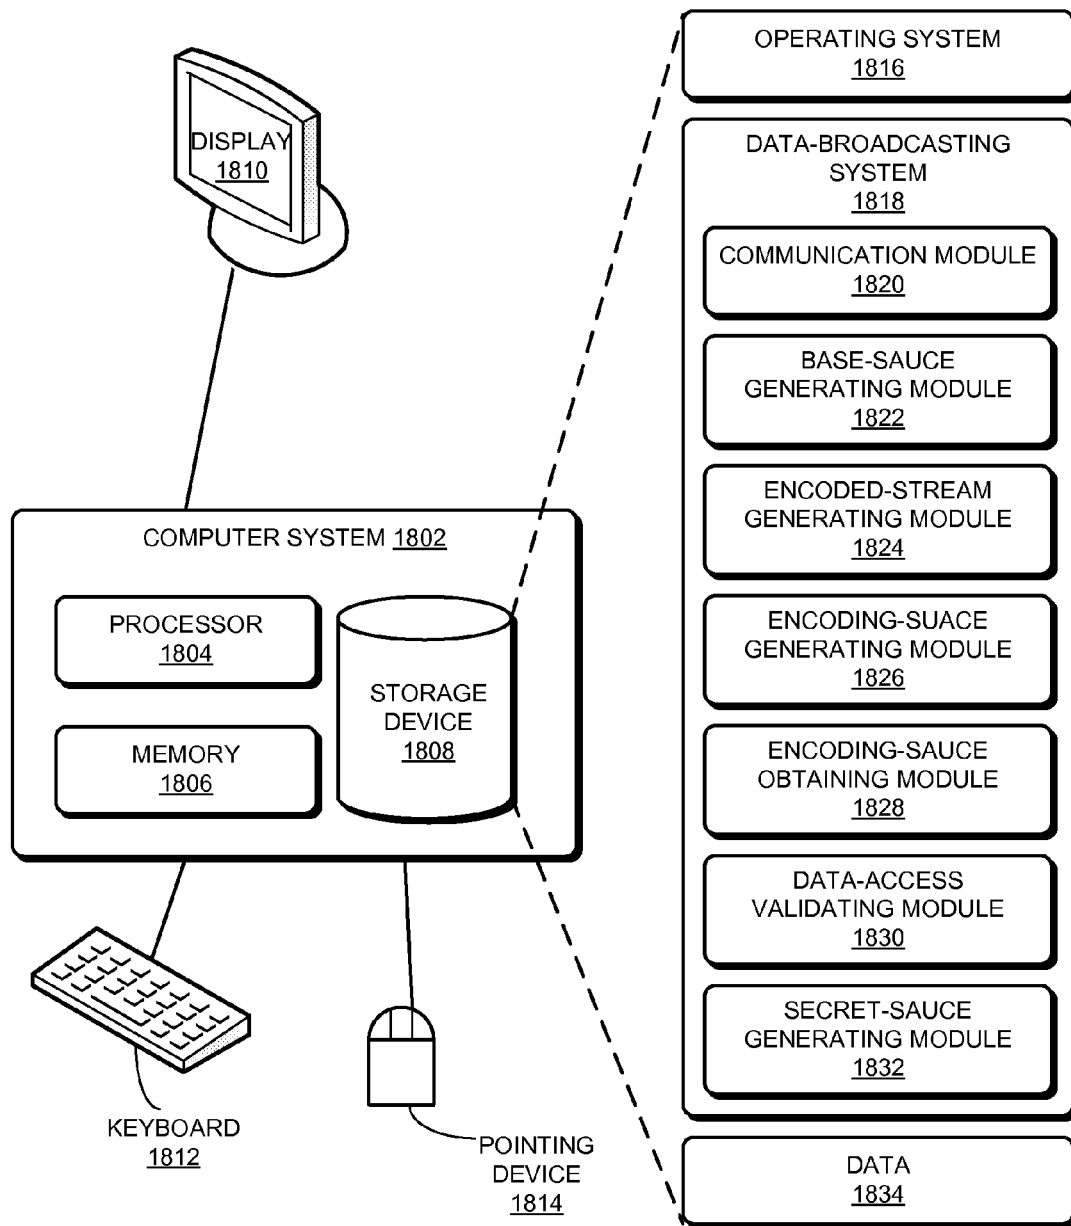 DISPLAY
1810
COMPUTER SYSTEM 1802
PROCESSOR
1804
MEMORY
1806
STORAGE
DEVICE
1808
KEYBOARD
1812
POINTING
DEVICE
1814
OPERATING SYSTEM
1816
DATA-BROADCASTING
SYSTEM
1818
COMMUNICATION MODULE
1820
BASE-SAUCE
GENERATING MODULE
1822
ENCODED-STREAM
GENERATING MODULE
1824
ENCODING-SUACE
GENERATING MODULE
1826
ENCODING-SAUCE
OBTAINING MODULE
1828
DATA-ACCESS
VALIDATING MODULE
1830
SECRET-SAUCE
GENERATING MODULE
1832
DATA
1834